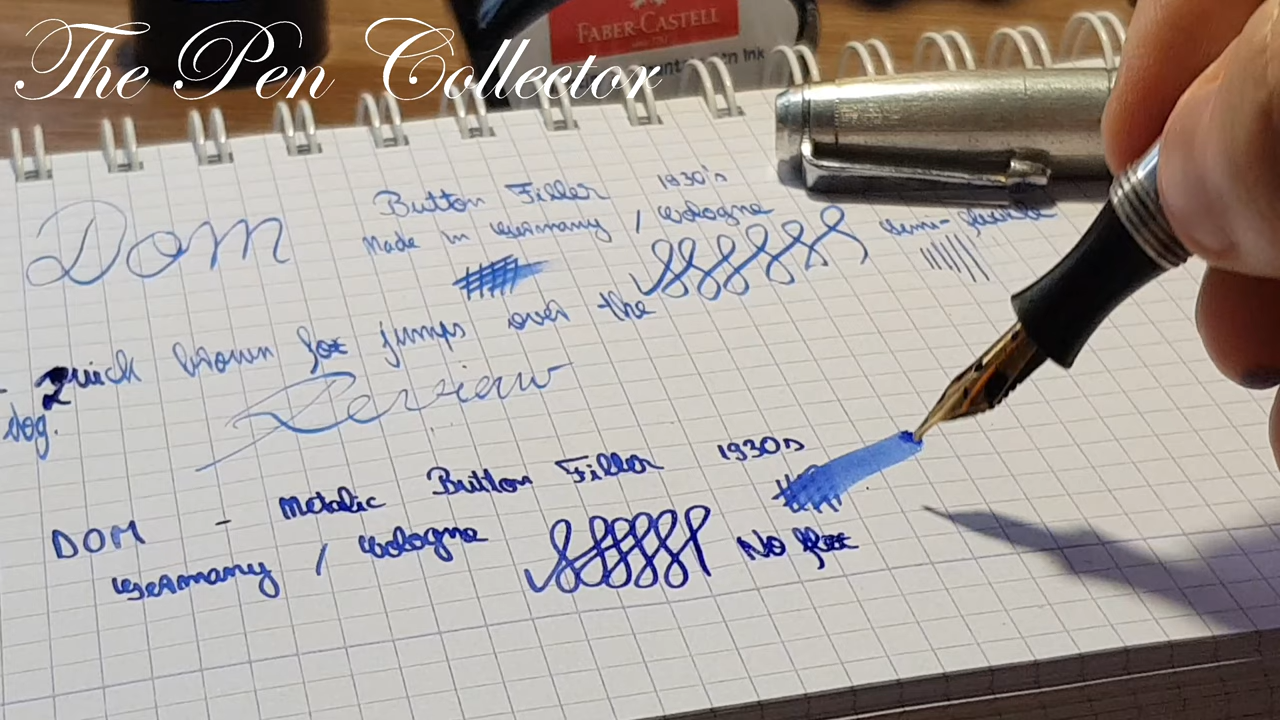 The Pen Collector
FABER-CASTELL
Ink
Dom
Button Filler 1930's
Made in Germany / Cologne
semi-flexible
quick brown fox jumps over the
dog.
Review
DOM - Metalic Button Filler 1930s
Germany / Cologne
No flex